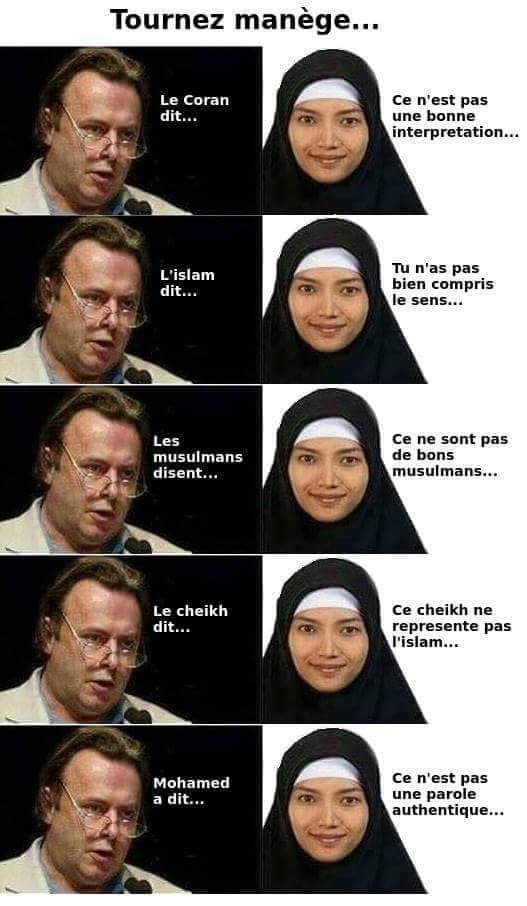 Tournez manège...
Le Coran
dit...
Ce n'est pas
une bonne
interpretation...
L'islam
dit...
Tu n'as pas
bien compris
le sens...
Les
musulmans
disent...
Ce ne sont pas
de bons
musulmans...
Le cheikh
dit...
Ce cheikh ne
represente pas
l'islam...
Mohamed
a dit...
Ce n'est pas
une parole
authentique...